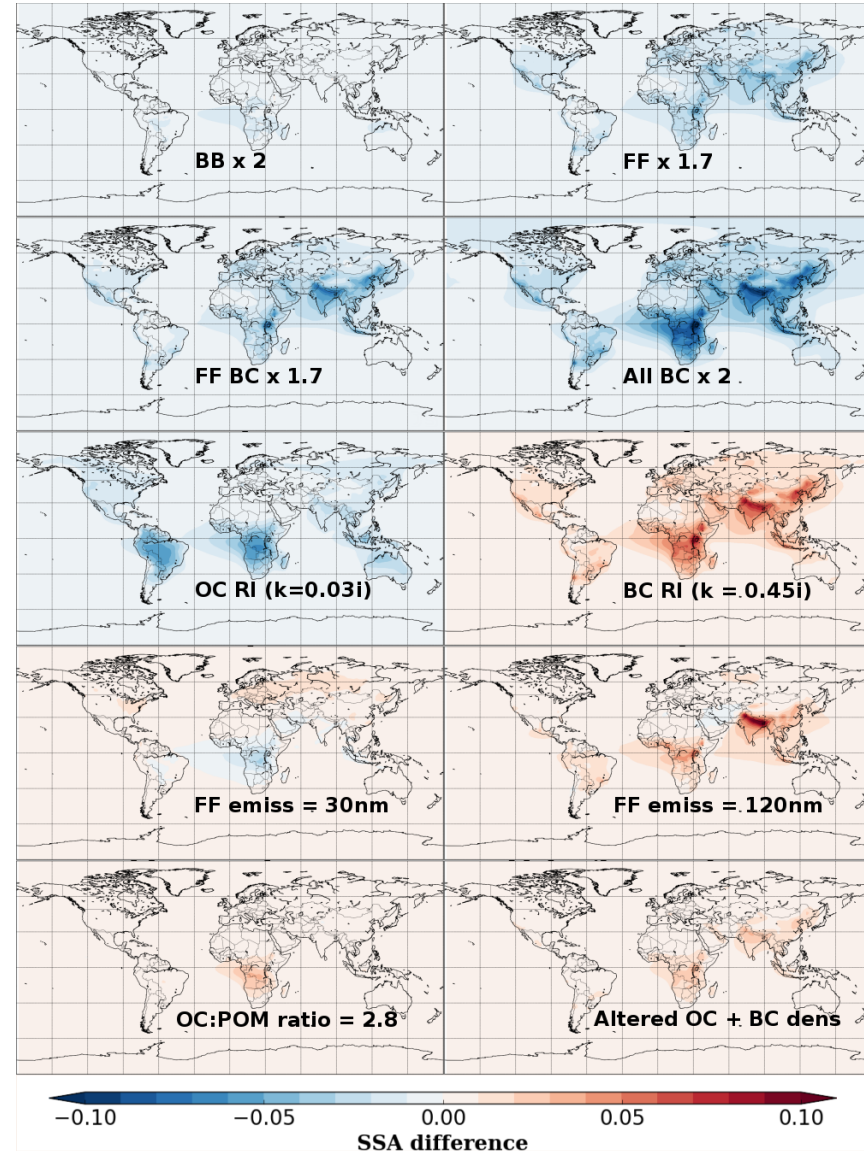 BB x 2
FF x 1.7
FF BC x 1.7
All BC x 2
OC RI (k=0.03i)
BC RI (k = 0.45i)
FF emiss = 30nm
FF emiss = 120nm
OC:POM ratio = 2.8
Altered OC + BC dens
−0.10 −0.05 0.00 0.05 0.10
SSA difference